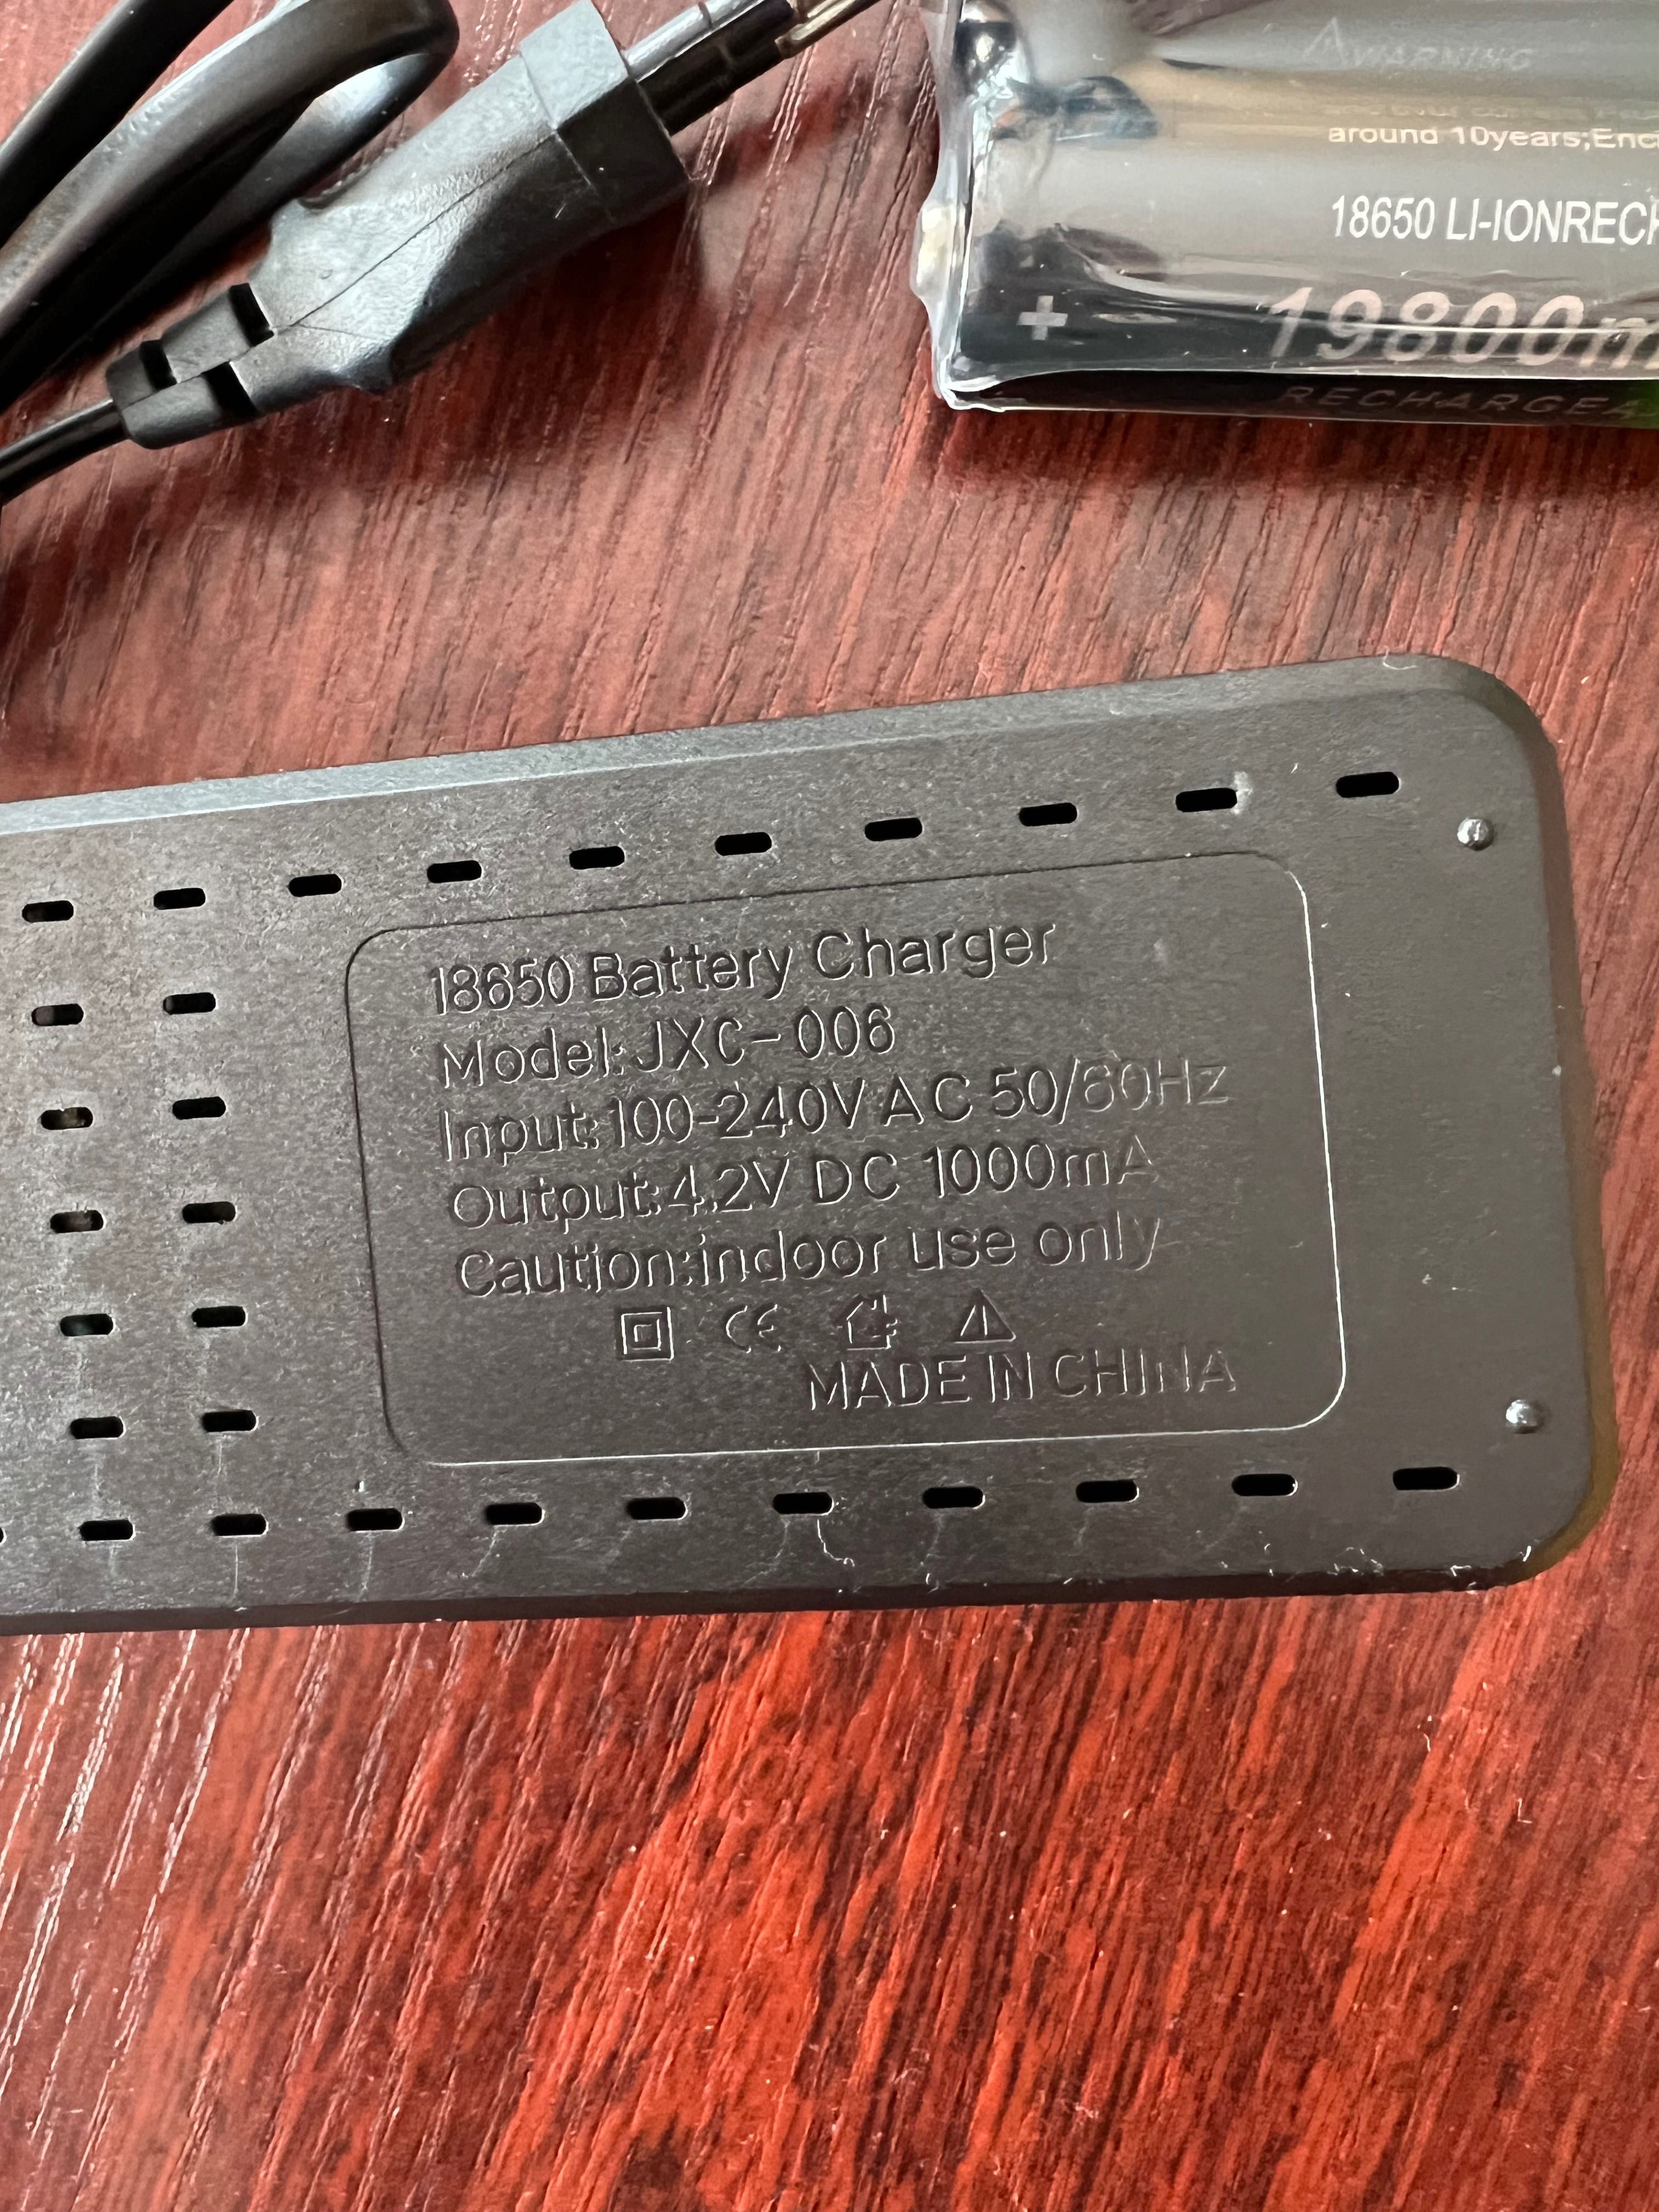 WARNING
around 10years;Enc
18650 LI-IONRECH
+
19800m
RECHARGEA
18650 Battery Charger
Model:JXC-006
Input:100-240V AC 50/60Hz
Output:4.2V DC 1000mA
Caution:indoor use only
CE
MADE IN CHINA